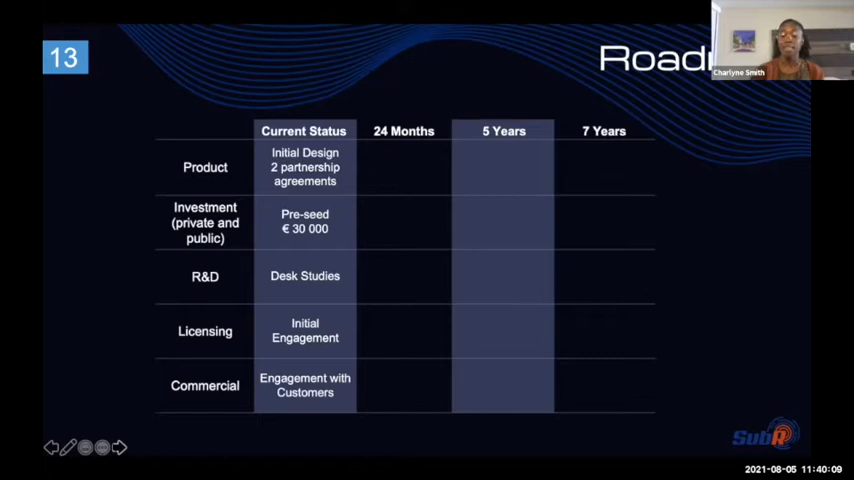 13
Roadm
Charlyne Smith
Current Status
24 Months
5 Years
7 Years
Product
Initial Design
2 partnership
agreements
Investment
(private and
public)
Pre-seed
€ 30 000
R&D
Desk Studies
Licensing
Initial
Engagement
Commercial
Engagement with
Customers
SubR
2021-08-05 11:40:09